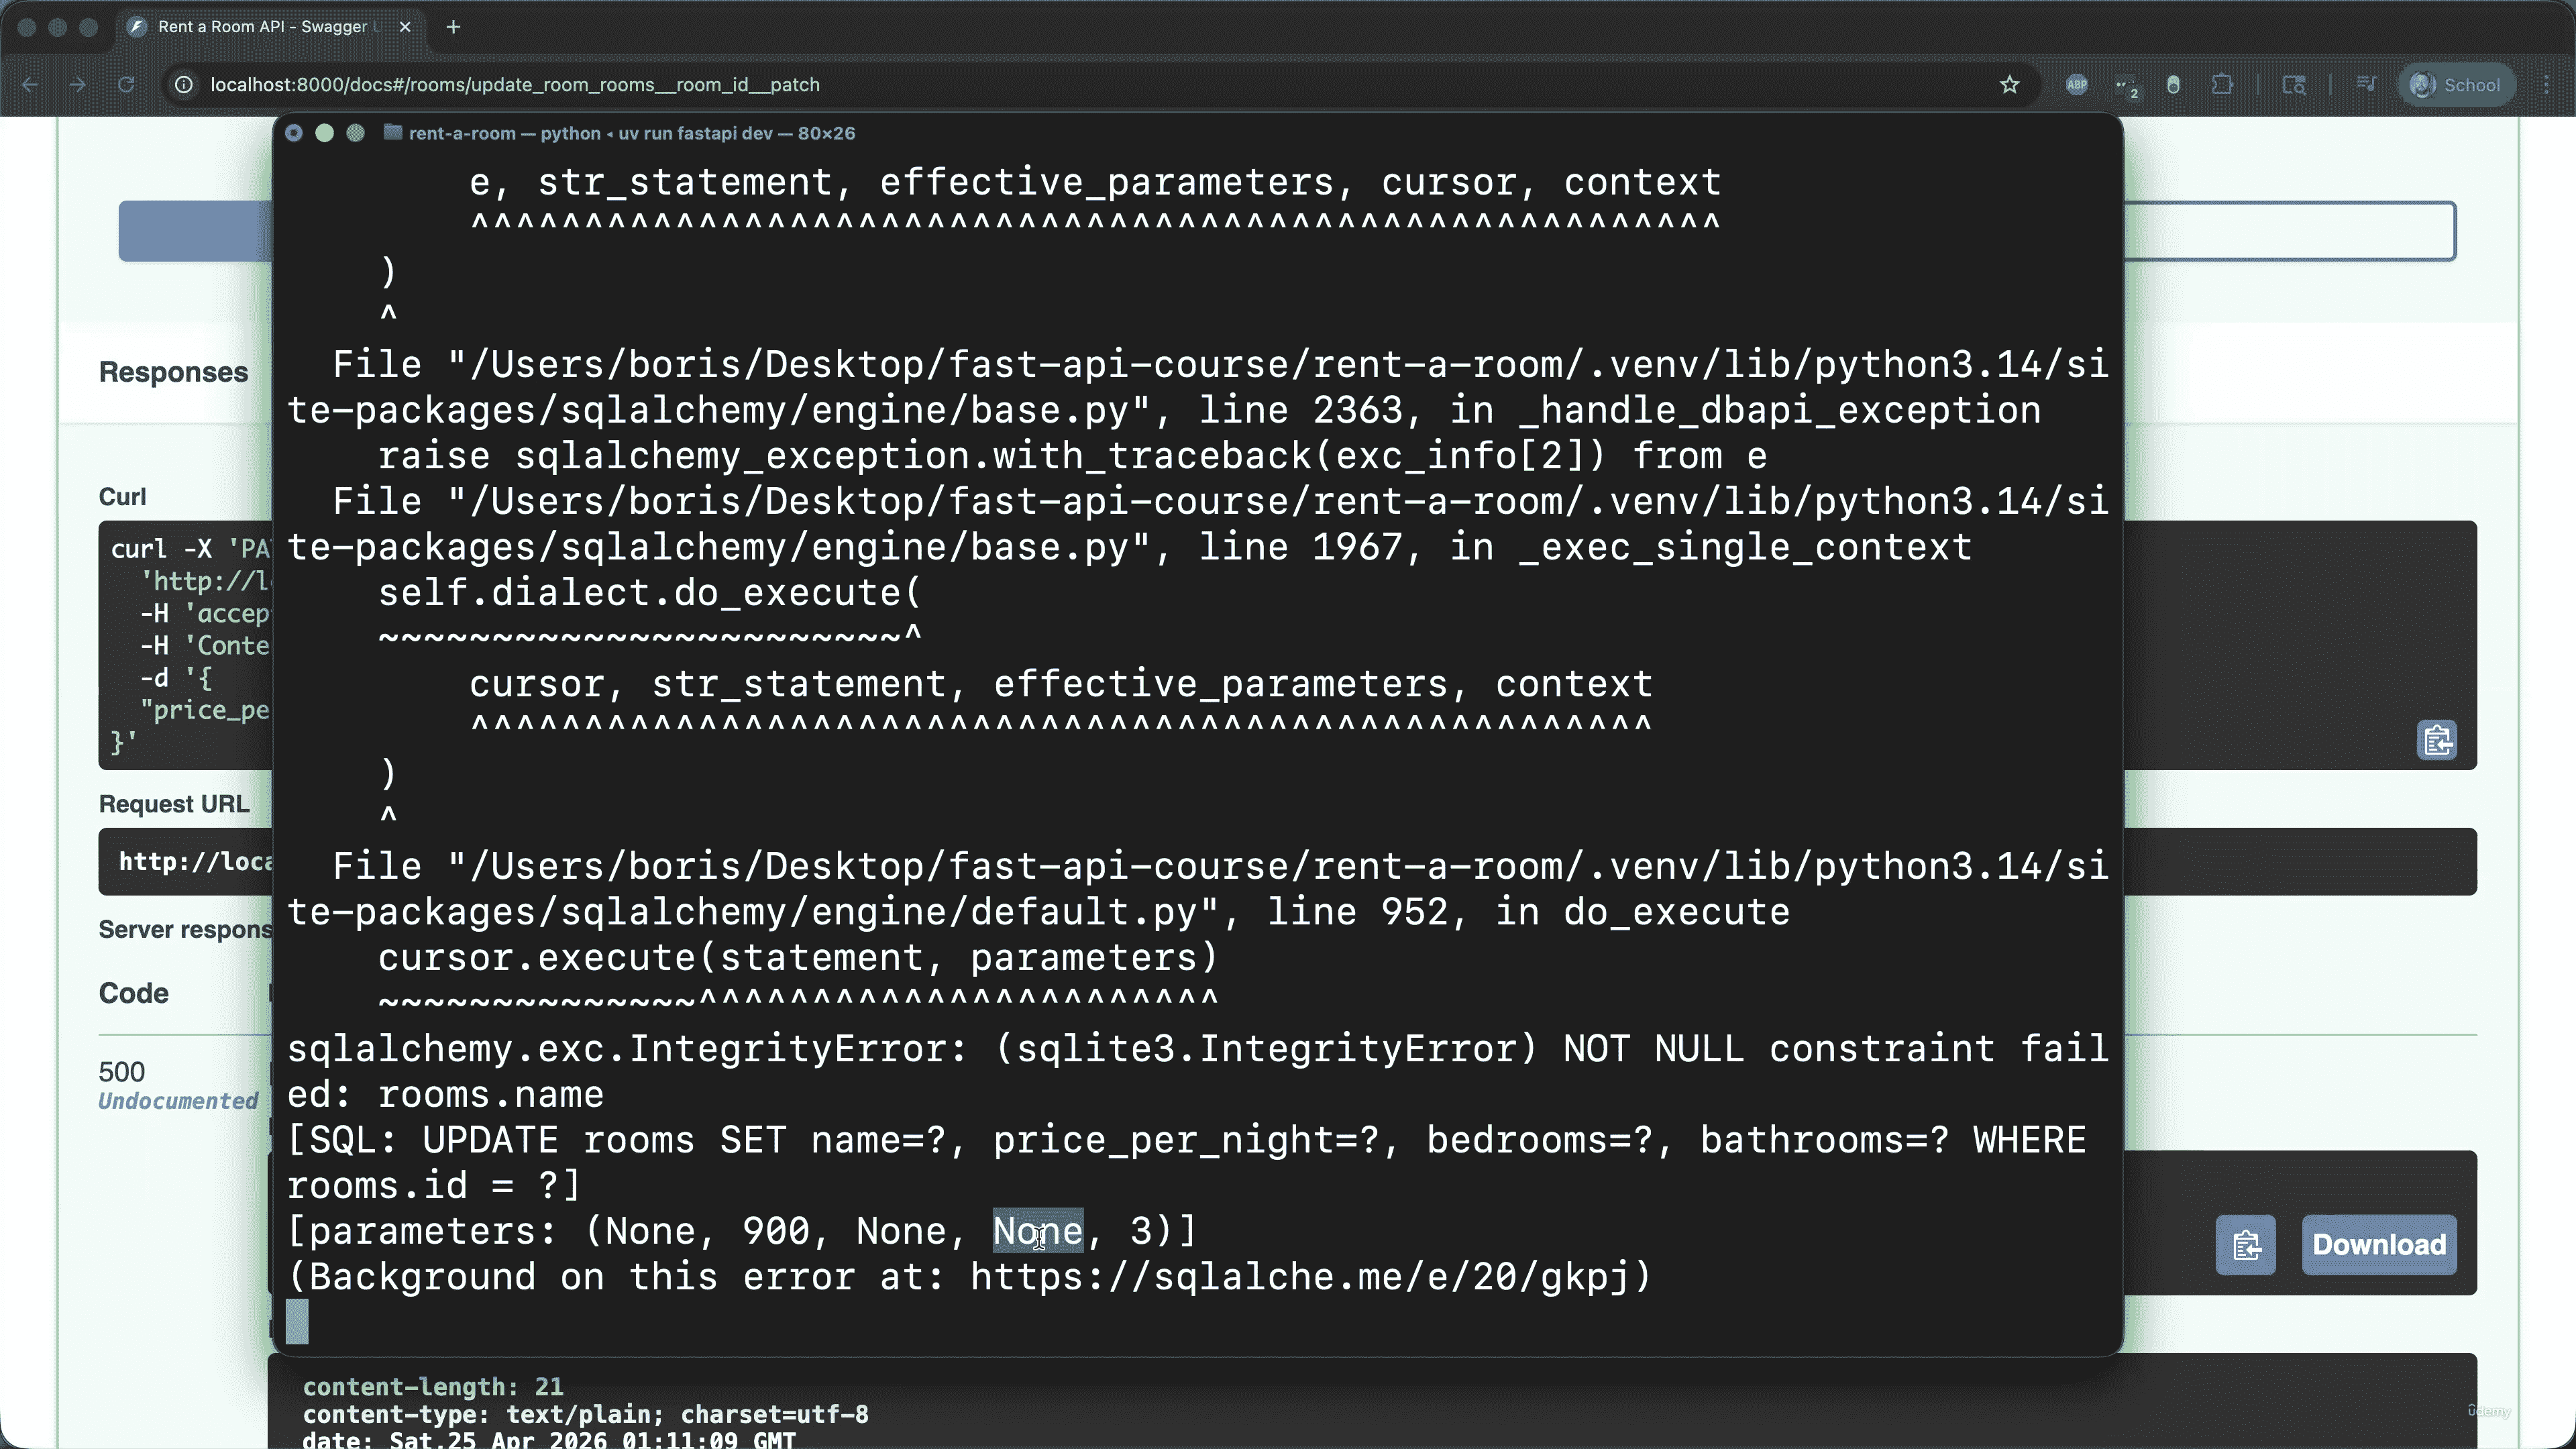 Rent a Room API - Swagger U
localhost:8000/docs#/rooms/update_room_rooms__room_id__patch
ABP
2
School
rent-a-room — python ◂ uv run fastapi dev — 80×26
e, str_statement, effective_parameters, cursor, context
^^^^^^^^^^^^^^^^^^^^^^^^^^^^^^^^^^^^^^^^^^^^^^^^^^^^^^^
)
^
File "/Users/boris/Desktop/fast-api-course/rent-a-room/.venv/lib/python3.14/si
te-packages/sqlalchemy/engine/base.py", line 2363, in _handle_dbapi_exception
raise sqlalchemy_exception.with_traceback(exc_info[2]) from e
File "/Users/boris/Desktop/fast-api-course/rent-a-room/.venv/lib/python3.14/si
te-packages/sqlalchemy/engine/base.py", line 1967, in _exec_single_context
self.dialect.do_execute(
~~~~~~~~~~~~~~~~~~~~~~~^
cursor, str_statement, effective_parameters, context
^^^^^^^^^^^^^^^^^^^^^^^^^^^^^^^^^^^^^^^^^^^^^^^^^^^^
)
^
File "/Users/boris/Desktop/fast-api-course/rent-a-room/.venv/lib/python3.14/si
te-packages/sqlalchemy/engine/default.py", line 952, in do_execute
cursor.execute(statement, parameters)
~~~~~~~~~~~~~~^^^^^^^^^^^^^^^^^^^^^^^
sqlalchemy.exc.IntegrityError: (sqlite3.IntegrityError) NOT NULL constraint fail
ed: rooms.name
[SQL: UPDATE rooms SET name=?, price_per_night=?, bedrooms=?, bathrooms=? WHERE
rooms.id = ?]
[parameters: (None, 900, None, None, 3)]
(Background on this error at: https://sqlalche.me/e/20/gkpj)
Responses
Curl
curl -X 'PA
'http://l
-H 'accep
-H 'Conte
-d '{
"price_pe
}'
Request URL
http://loca
Server respons
Code
500
Undocumented
Download
content-length: 21
content-type: text/plain; charset=utf-8
date: Sat,25 Apr 2026 01:11:09 GMT
ûdemy